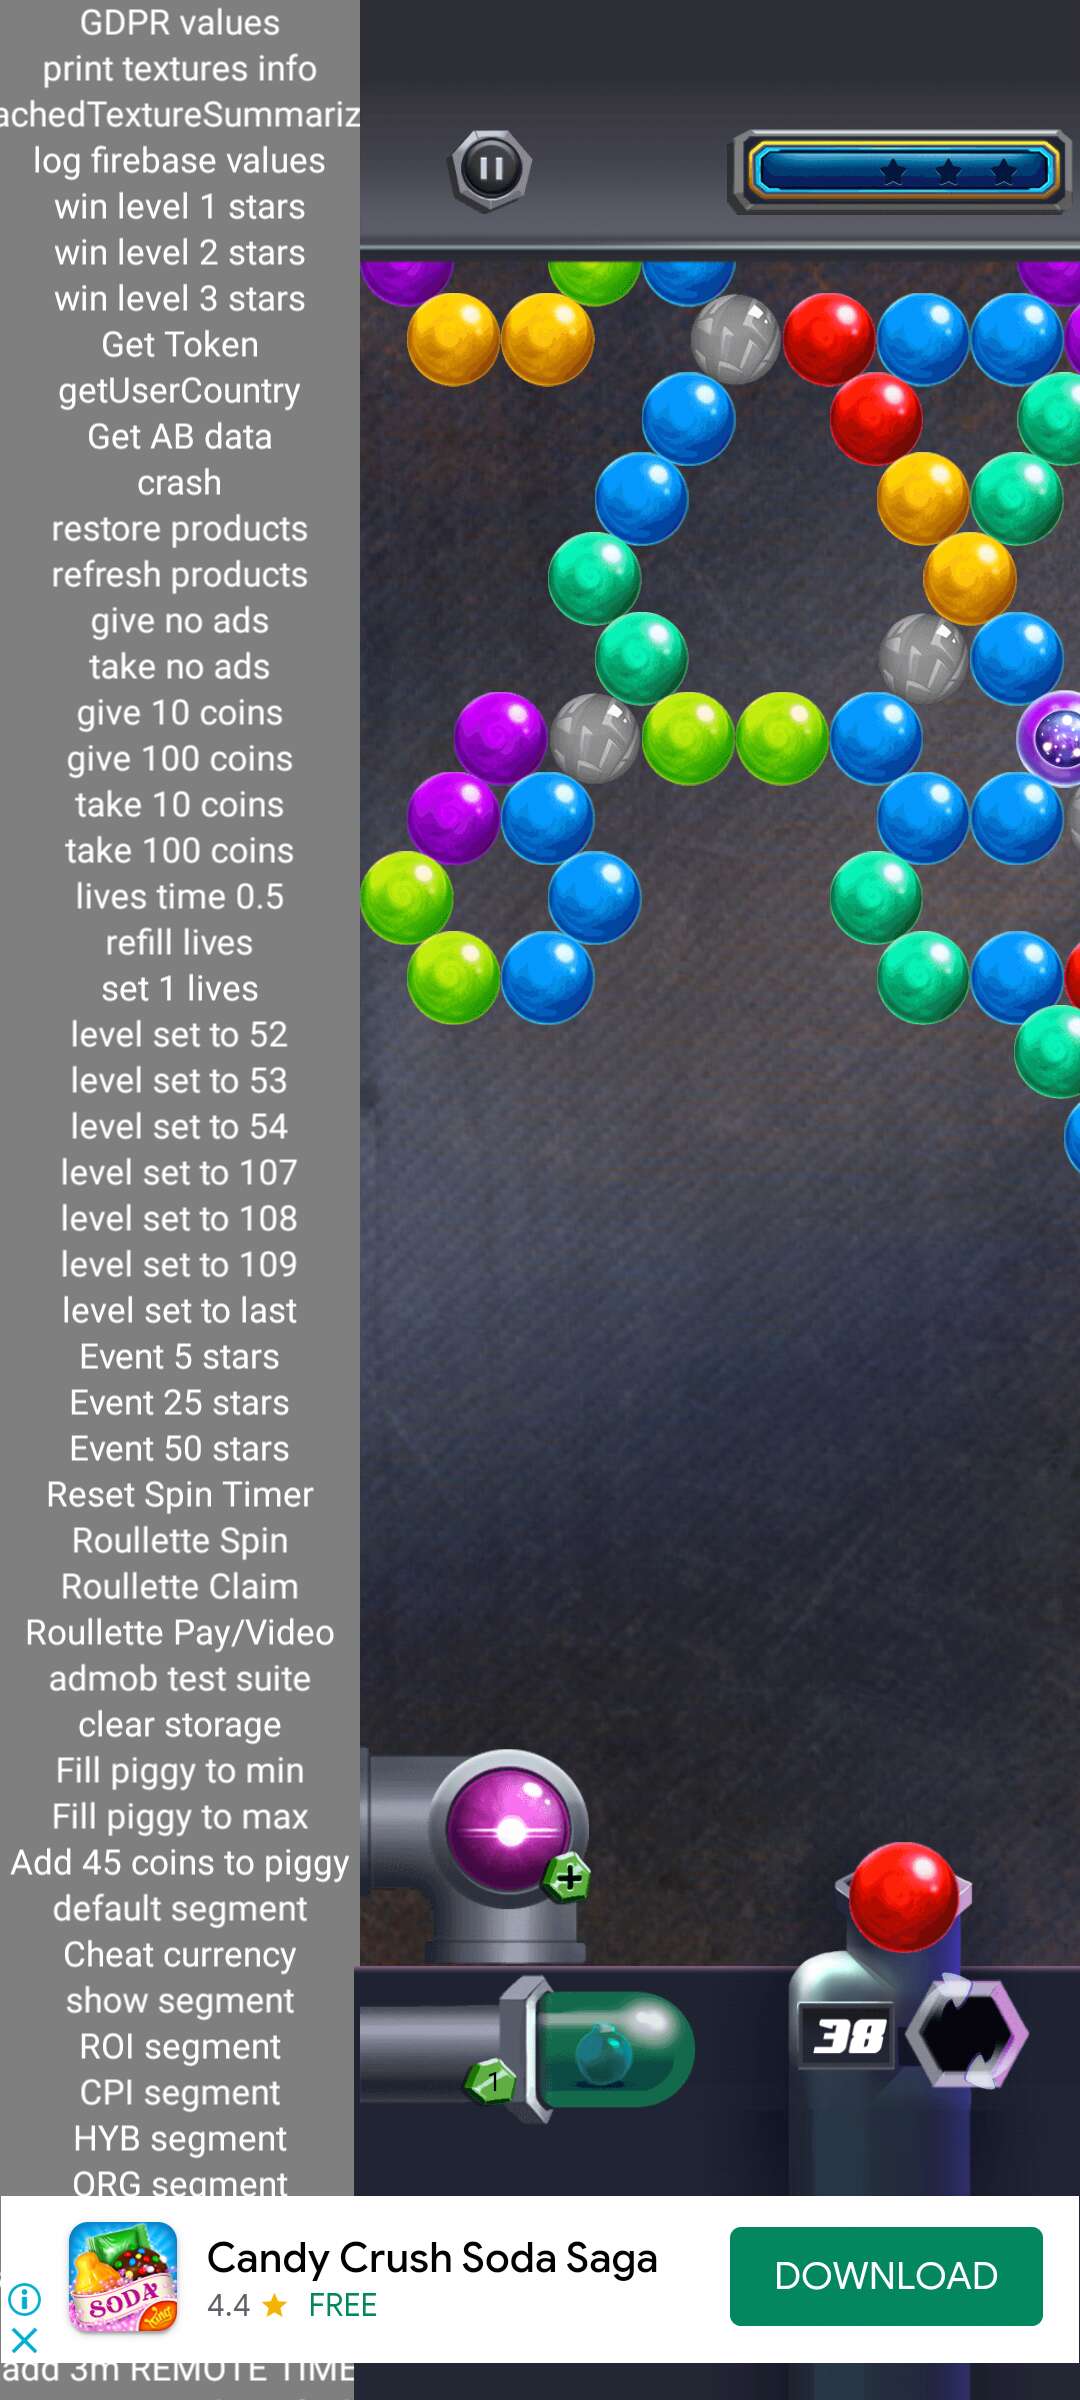 GDPR values
print textures info
achedTextureSummariz
log firebase values
win level 1 stars
win level 2 stars
win level 3 stars
Get Token
getUserCountry
Get AB data
crash
restore products
refresh products
give no ads
take no ads
give 10 coins
give 100 coins
take 10 coins
take 100 coins
lives time 0.5
refill lives
set 1 lives
level set to 52
level set to 53
level set to 54
level set to 107
level set to 108
level set to 109
level set to last
Event 5 stars
Event 25 stars
Event 50 stars
Reset Spin Timer
Roullette Spin
Roullette Claim
Roullette Pay/Video
admob test suite
clear storage
Fill piggy to min
Fill piggy to max
Add 45 coins to piggy
default segment
Cheat currency
show segment
ROI segment
CPI segment
HYB segment
ORG segment
38
1
SODA
King
Candy Crush Soda Saga
4.4 ★ FREE
DOWNLOAD
add 3m REMOTE TIME